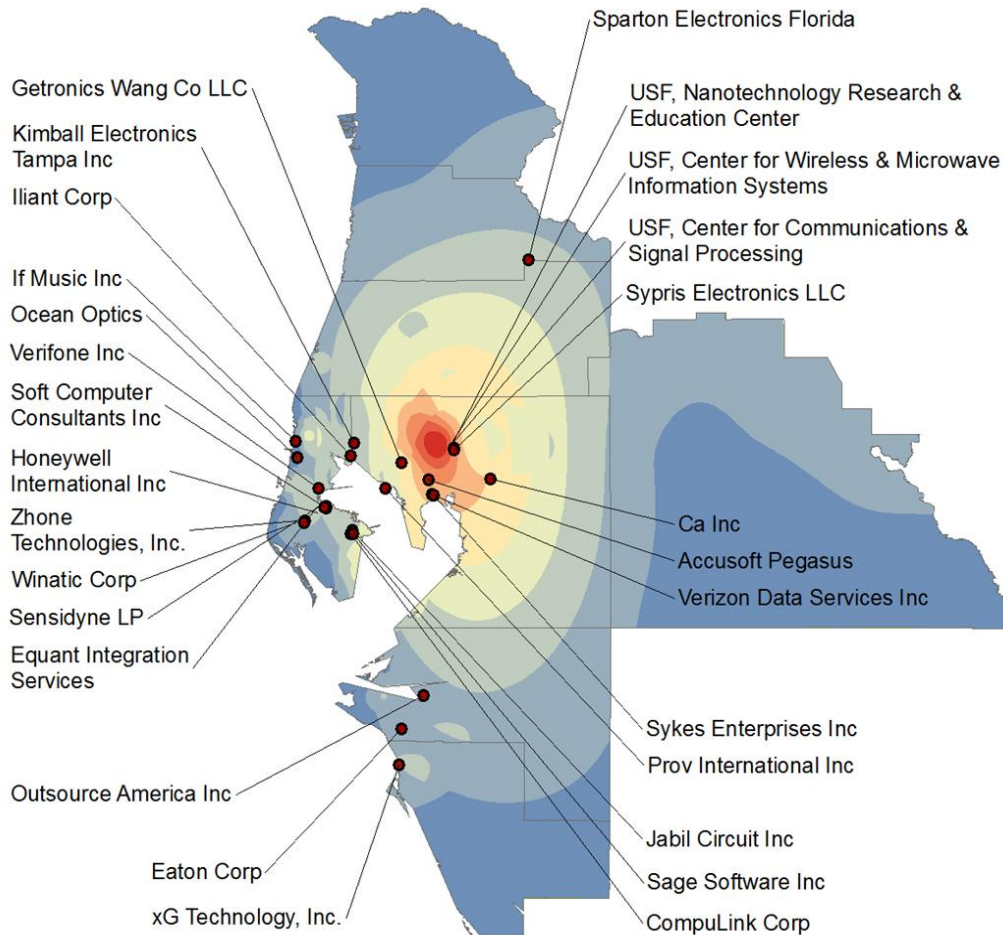 Sparton Electronics Florida
Getronics Wang Co LLC
Kimball Electronics
Tampa Inc
Iliant Corp
If Music Inc
Ocean Optics
Verifone Inc
Soft Computer
Consultants Inc
Honeywell
International Inc
Zhone
Technologies, Inc.
Winatic Corp
Sensidyne LP
Equant Integration
Services
Outsource America Inc
Eaton Corp
xG Technology, Inc.
USF, Nanotechnology Research &
Education Center
USF, Center for Wireless & Microwave
Information Systems
USF, Center for Communications &
Signal Processing
Sypris Electronics LLC
Ca Inc
Accusoft Pegasus
Verizon Data Services Inc
Sykes Enterprises Inc
Prov International Inc
Jabil Circuit Inc
Sage Software Inc
CompuLink Corp